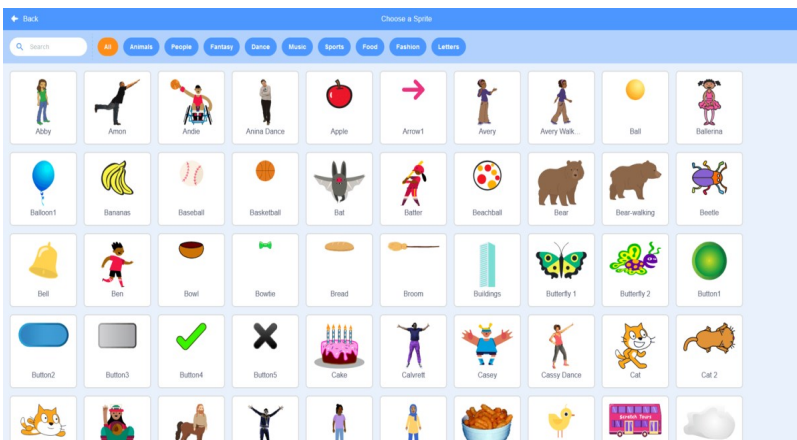 Back
Choose a Sprite
Search
All Animals People Fantasy Dance Music Sports Food Fashion Letters
Abby Amon Andie Anina Dance Apple Arrow1 Avery Avery Walk... Ball Ballerina
Balloon1 Bananas Baseball Basketball Bat Batter Beachball Bear Bear-walking Beetle
Bell Ben Bowl Bowtie Bread Broom Buildings Butterfly 1 Butterfly 2 Button1
Button2 Button3 Button4 Button5 Cake Calvrett Casey Cassy Dance Cat Cat 2
Scratch Tours